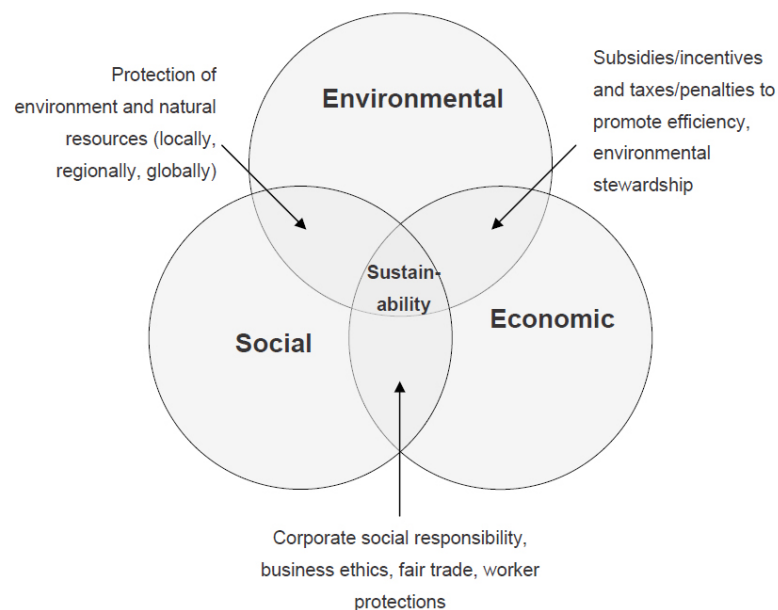 Protection of
environment and natural
resources (locally,
regionally, globally)
Environmental
Subsidies/incentives
and taxes/penalties to
promote efficiency,
environmental
stewardship
Sustain-
ability
Social
Economic
Corporate social responsibility,
business ethics, fair trade, worker
protections